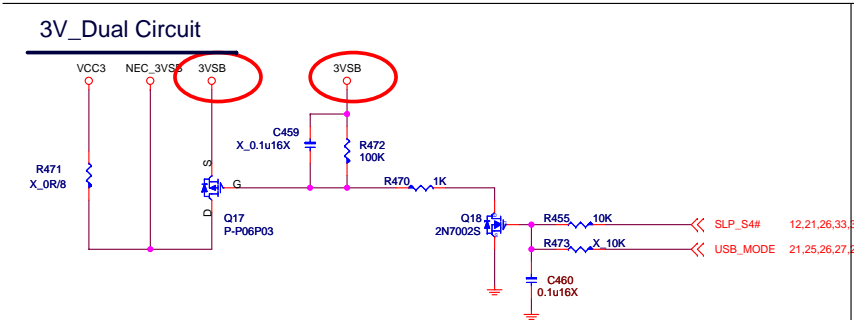 3V_Dual Circuit
VCC3 NEC_3VSB 3VSB 3VSB
C459
X_0.1u16X
R472
100K
R471
X_0R/8
S
G
D
R470 1K
Q17
P-P06P03
Q18
2N7002S
R455 10K
SLP_S4# 12,21,26,33,3
R473 X_10K
USB_MODE 21,25,26,27,2
C460
0.1u16X